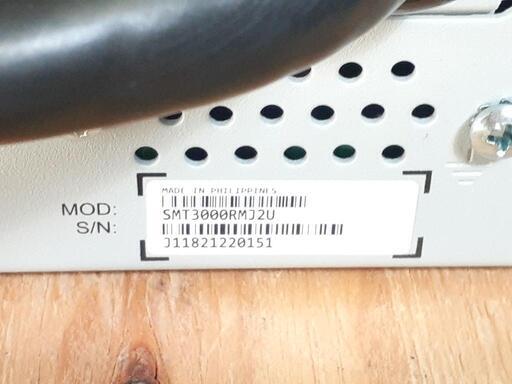 MADE IN PHILIPPINES
MOD: SMT3000RMJ2U
S/N: J11821220151